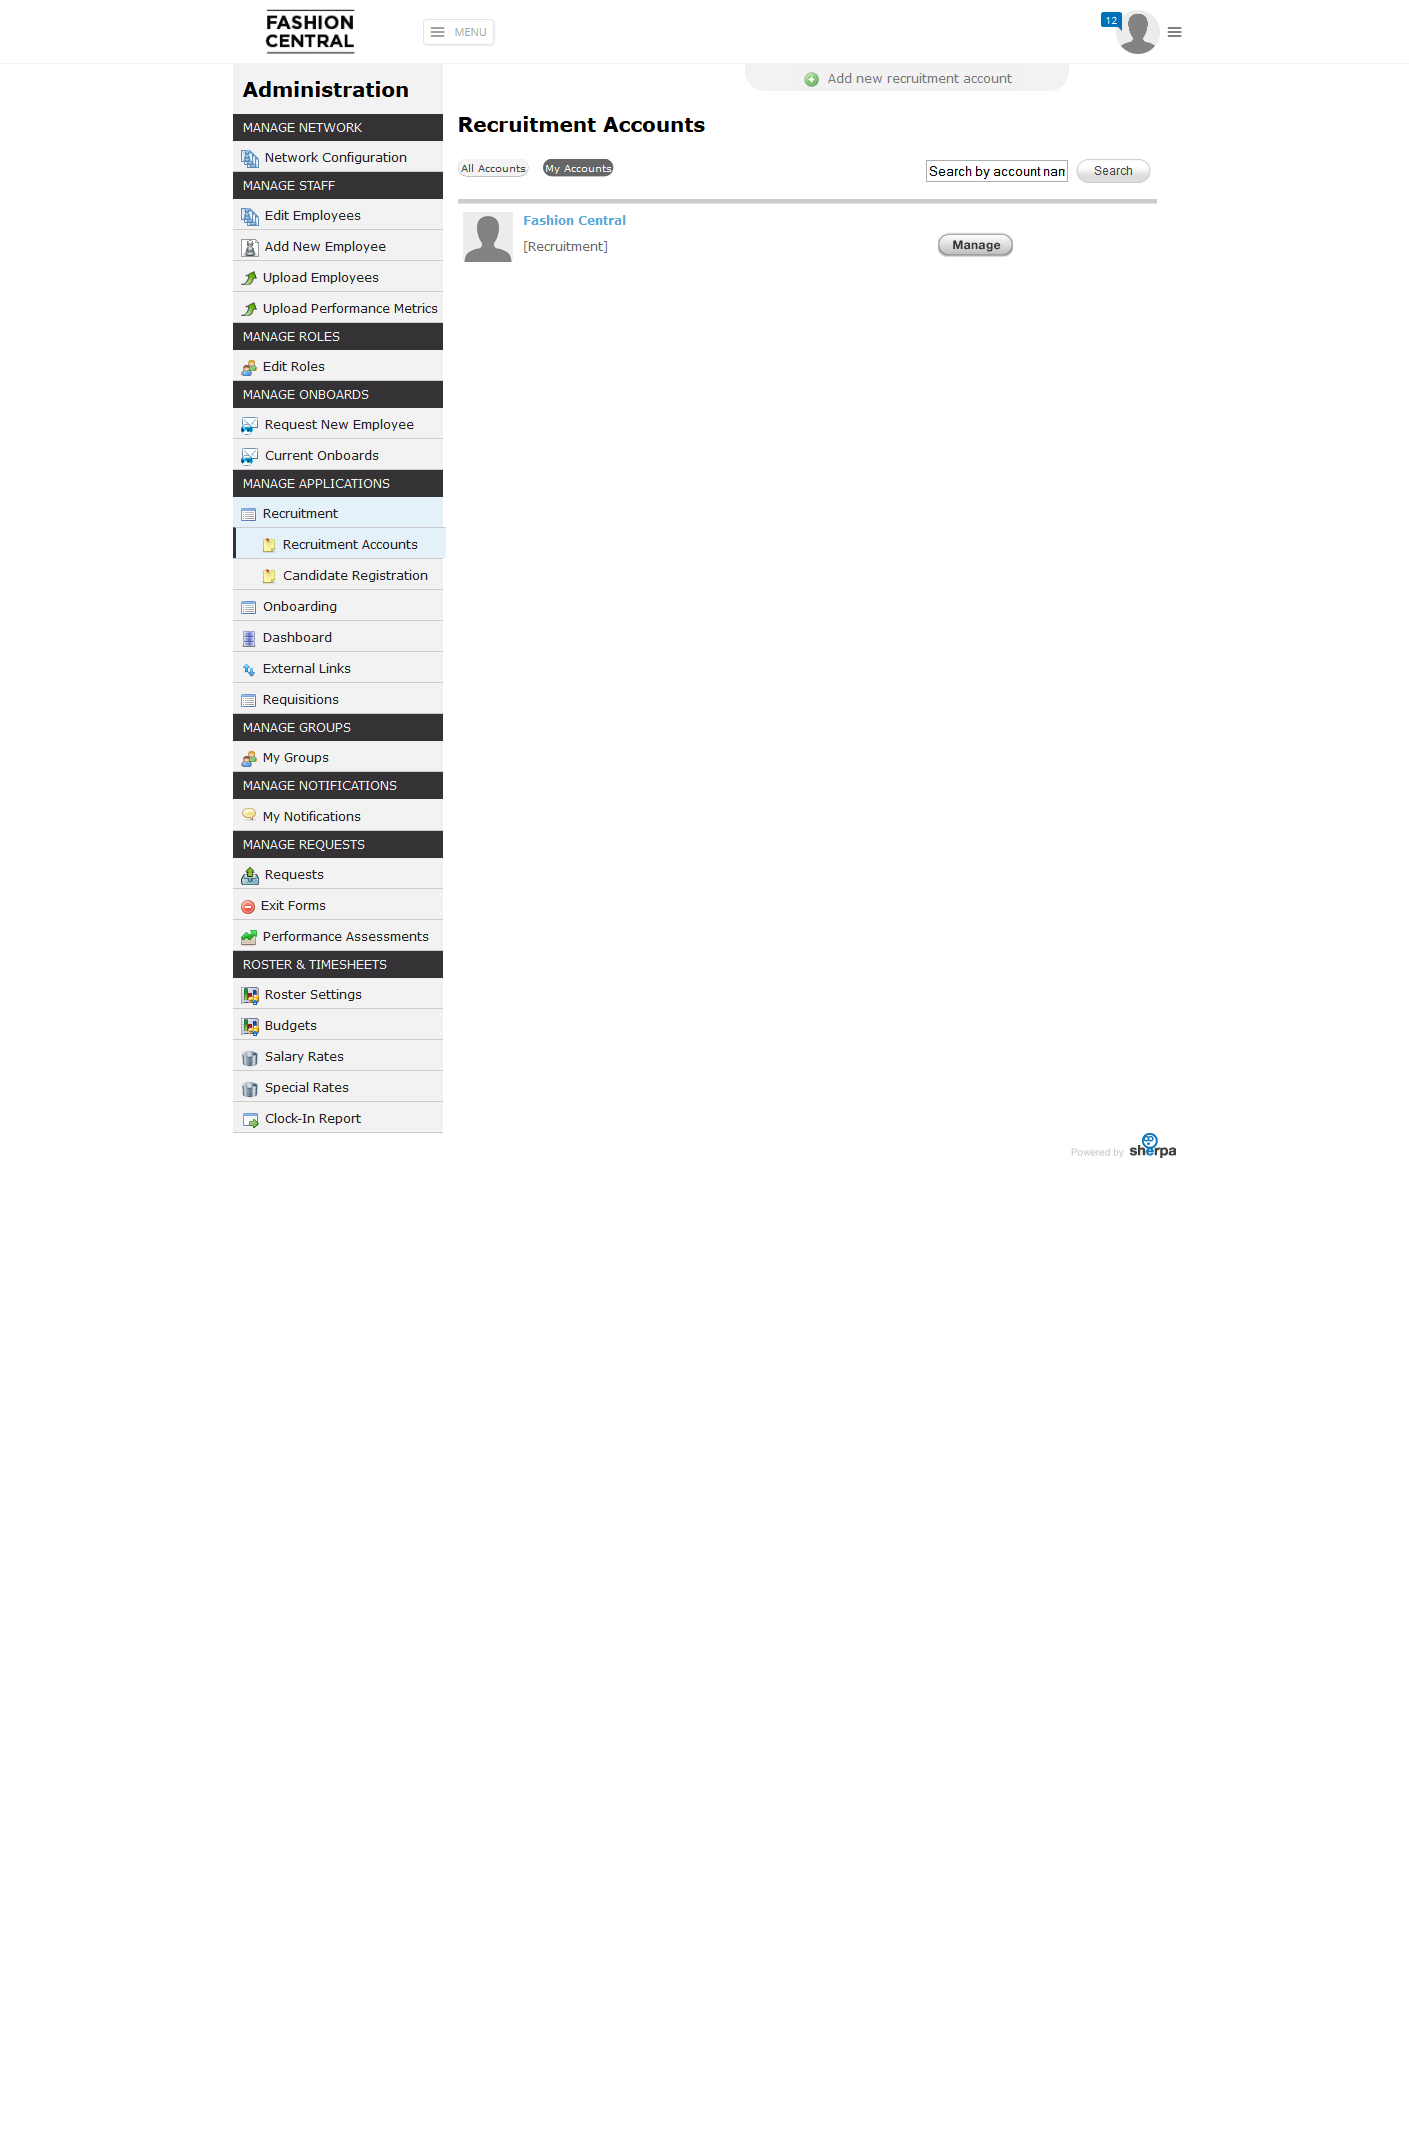 FASHION
CENTRAL
MENU
12
Administration
Add new recruitment account
MANAGE NETWORK
Recruitment Accounts
Network Configuration
All Accounts
My Accounts
Search by account nam
Search
MANAGE STAFF
Edit Employees
Fashion Central
Add New Employee
[Recruitment]
Manage
Upload Employees
Upload Performance Metrics
MANAGE ROLES
Edit Roles
MANAGE ONBOARDS
Request New Employee
Current Onboards
MANAGE APPLICATIONS
Recruitment
Recruitment Accounts
Candidate Registration
Onboarding
Dashboard
External Links
Requisitions
MANAGE GROUPS
My Groups
MANAGE NOTIFICATIONS
My Notifications
MANAGE REQUESTS
Requests
Exit Forms
Performance Assessments
ROSTER & TIMESHEETS
Roster Settings
Budgets
Salary Rates
Special Rates
Clock-In Report
Powered by sherpa